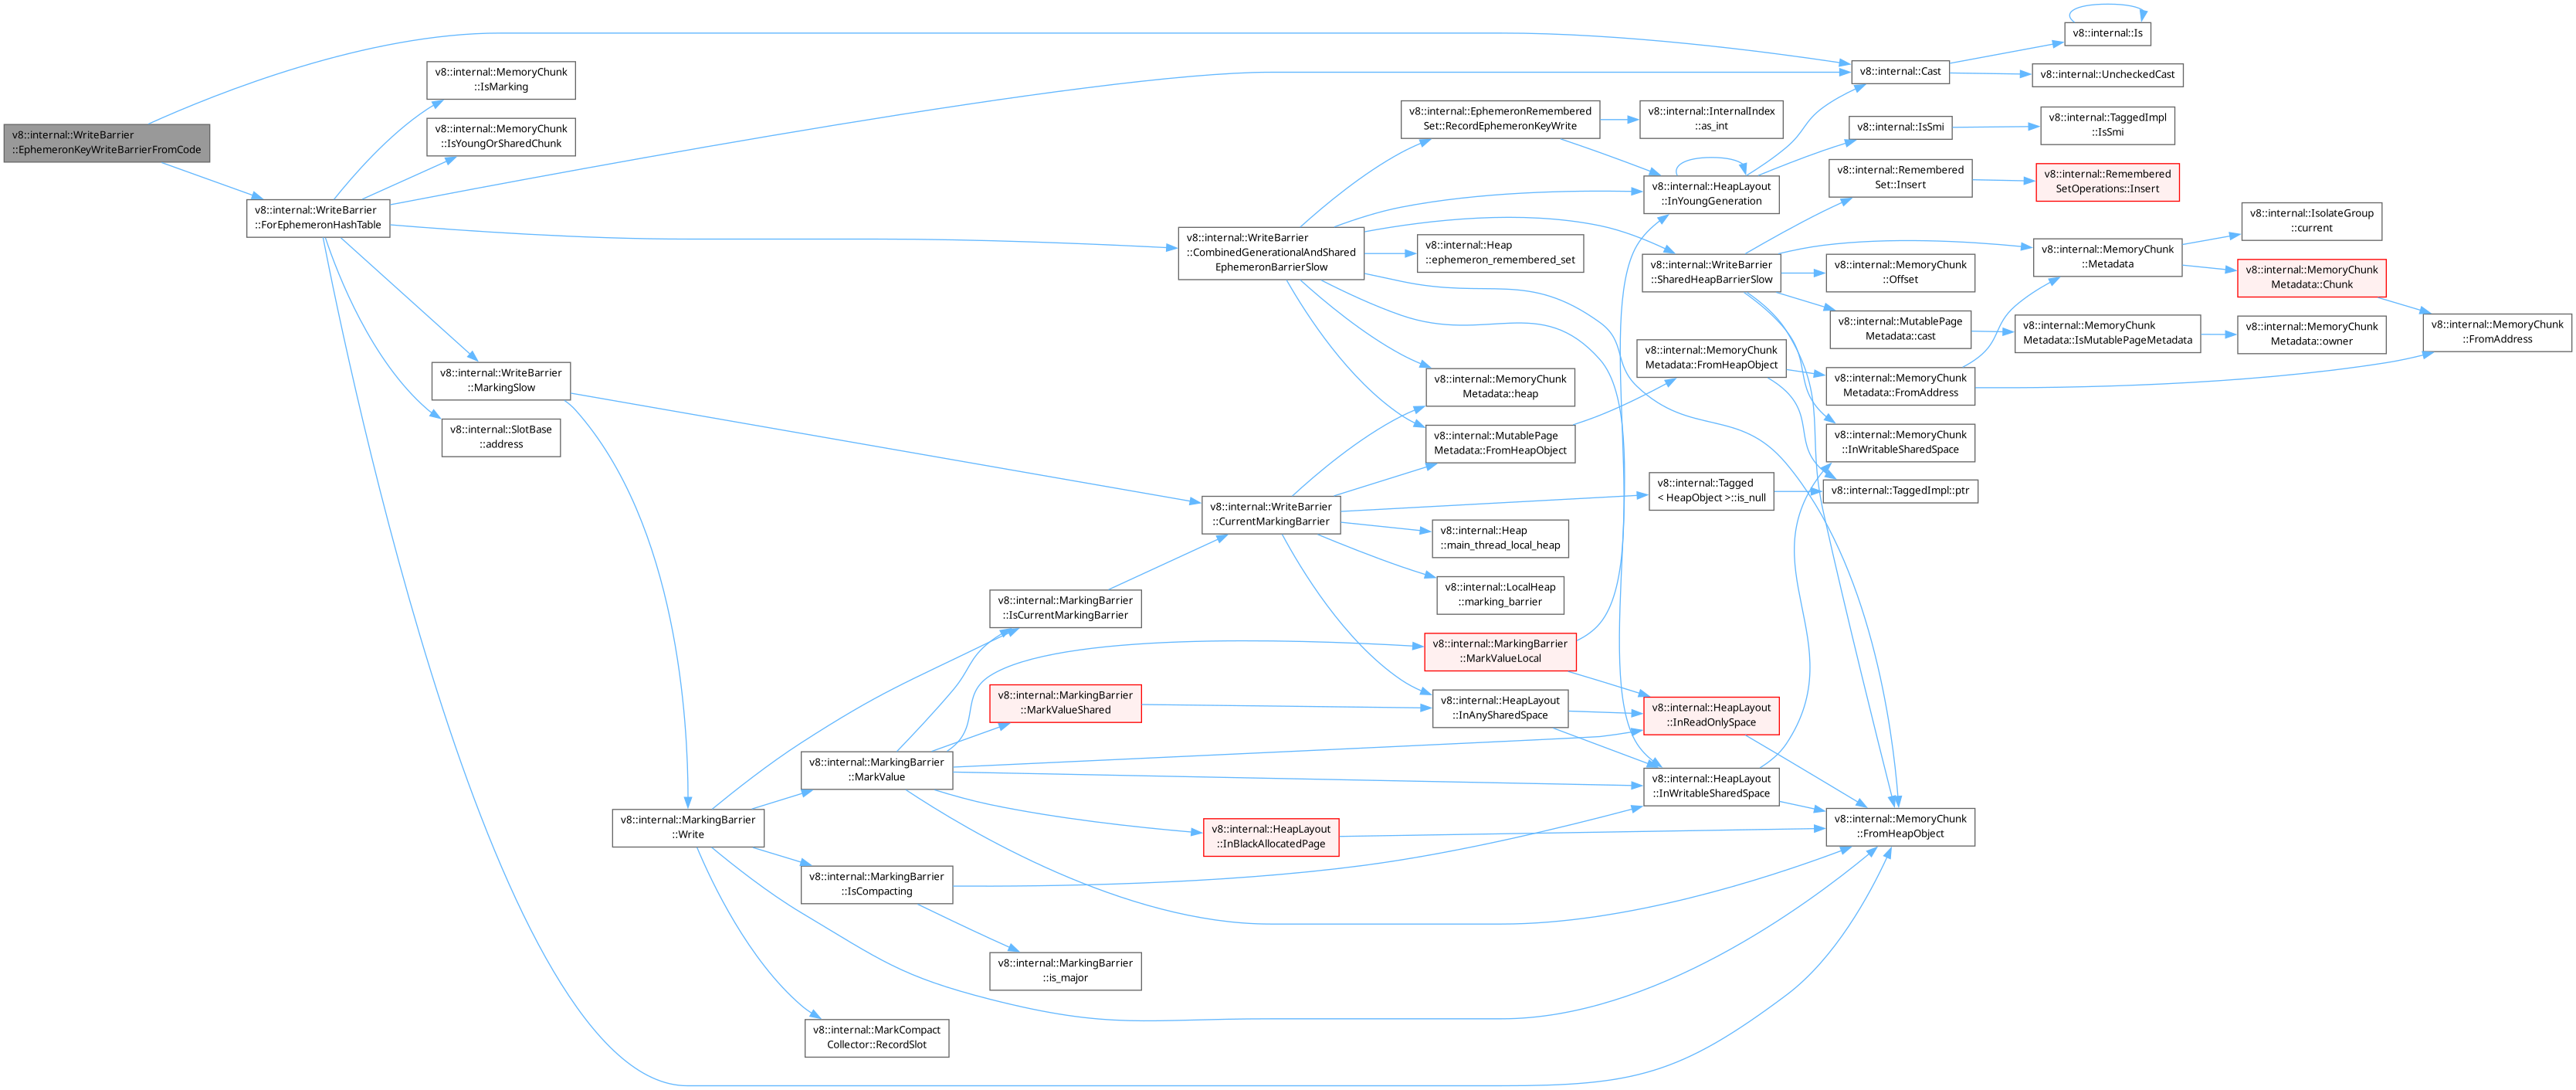 v8::internal::WriteBarrier
::EphemeronKeyWriteBarrierFromCode
v8::internal::WriteBarrier
::ForEphemeronHashTable
v8::internal::MemoryChunk
::IsMarking
v8::internal::MemoryChunk
::IsYoungOrSharedChunk
v8::internal::WriteBarrier
::MarkingSlow
v8::internal::SlotBase
::address
v8::internal::MarkingBarrier
::Write
v8::internal::MarkingBarrier
::MarkValue
v8::internal::MarkingBarrier
::IsCompacting
v8::internal::MarkCompact
Collector::RecordSlot
v8::internal::MarkingBarrier
::IsCurrentMarkingBarrier
v8::internal::MarkingBarrier
::MarkValueShared
v8::internal::MarkingBarrier
::is_major
v8::internal::WriteBarrier
::CombinedGenerationalAndShared
EphemeronBarrierSlow
v8::internal::WriteBarrier
::CurrentMarkingBarrier
v8::internal::HeapLayout
::InBlackAllocatedPage
v8::internal::EphemeronRemembered
Set::RecordEphemeronKeyWrite
v8::internal::Heap
::ephemeron_remembered_set
v8::internal::MemoryChunk
Metadata::heap
v8::internal::MutablePage
Metadata::FromHeapObject
v8::internal::Heap
::main_thread_local_heap
v8::internal::LocalHeap
::marking_barrier
v8::internal::MarkingBarrier
::MarkValueLocal
v8::internal::HeapLayout
::InAnySharedSpace
v8::internal::InternalIndex
::as_int
v8::internal::HeapLayout
::InYoungGeneration
v8::internal::WriteBarrier
::SharedHeapBarrierSlow
v8::internal::MemoryChunk
Metadata::FromHeapObject
v8::internal::Tagged
< HeapObject >::is_null
v8::internal::HeapLayout
::InReadOnlySpace
v8::internal::HeapLayout
::InWritableSharedSpace
v8::internal::Cast
v8::internal::IsSmi
v8::internal::Remembered
Set::Insert
v8::internal::MemoryChunk
::Offset
v8::internal::MutablePage
Metadata::cast
v8::internal::MemoryChunk
Metadata::FromAddress
v8::internal::MemoryChunk
::InWritableSharedSpace
v8::internal::TaggedImpl::ptr
v8::internal::MemoryChunk
::FromHeapObject
v8::internal::Is
v8::internal::UncheckedCast
v8::internal::TaggedImpl
::IsSmi
v8::internal::Remembered
SetOperations::Insert
v8::internal::MemoryChunk
::Metadata
v8::internal::MemoryChunk
Metadata::IsMutablePageMetadata
v8::internal::IsolateGroup
::current
v8::internal::MemoryChunk
Metadata::Chunk
v8::internal::MemoryChunk
Metadata::owner
v8::internal::MemoryChunk
::FromAddress